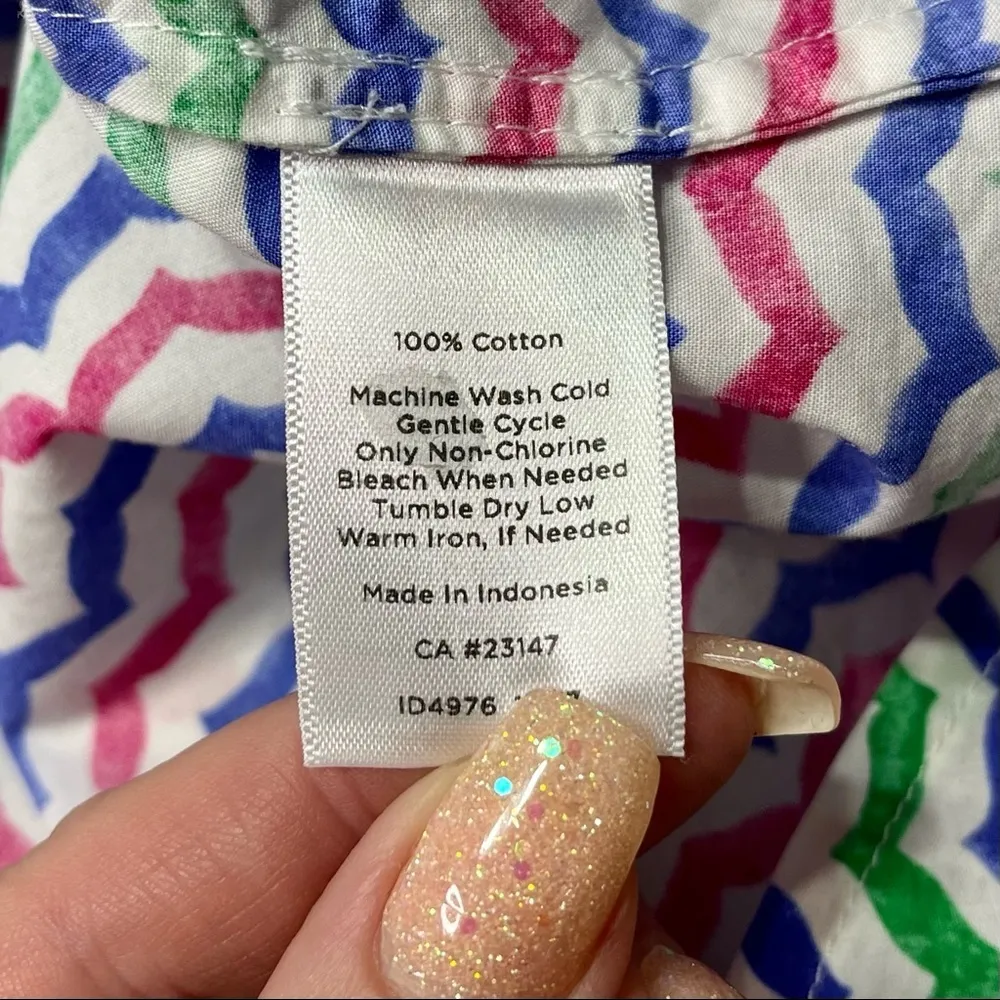 100% Cotton
Machine Wash Cold
Gentle Cycle
Only Non-Chlorine
Bleach When Needed
Tumble Dry Low
Warm Iron, If Needed
Made In Indonesia
CA #23147
ID4976